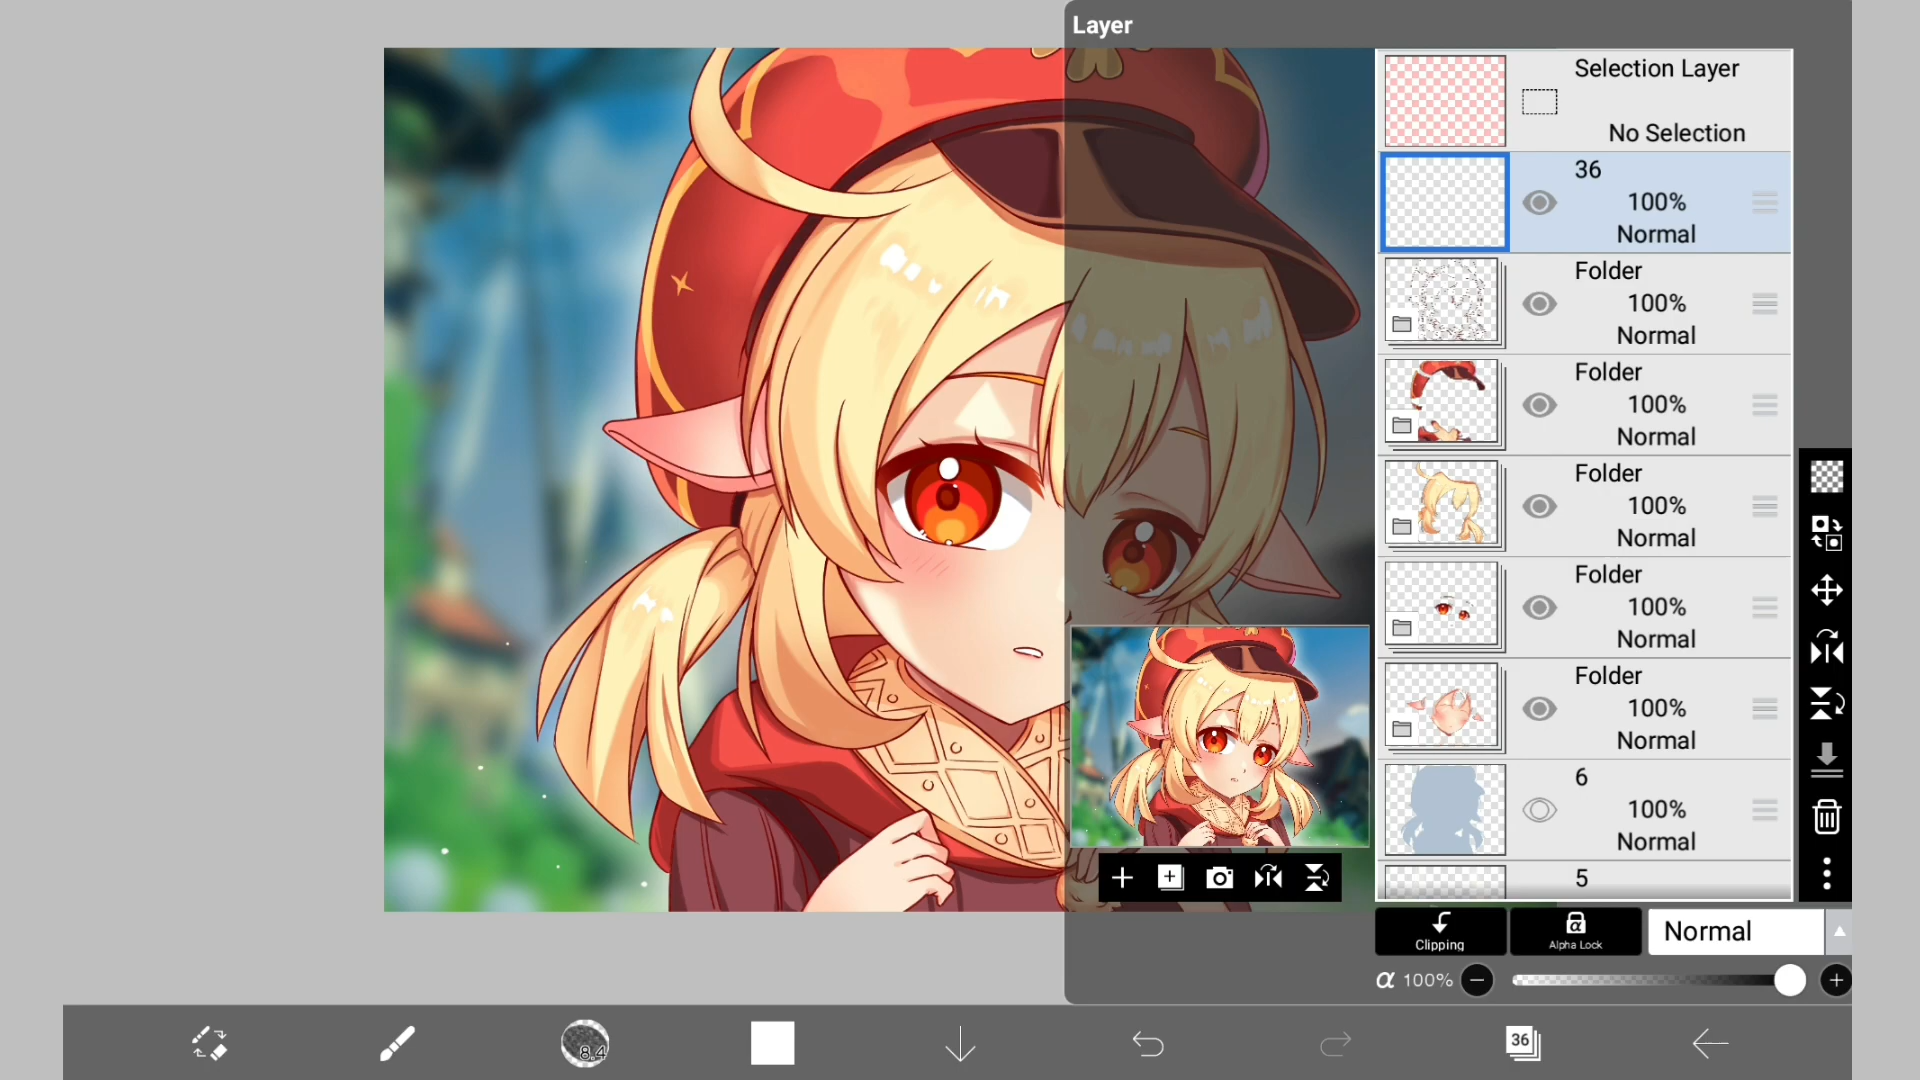 Layer
Selection Layer
No Selection
36
100%
Normal
Folder
100%
Normal
Folder
100%
Normal
Folder
100%
Normal
Folder
100%
Normal
Folder
100%
Normal
6
100%
Normal
5
Clipping
α
Alpha Lock
Normal
α 100%
8.4
36